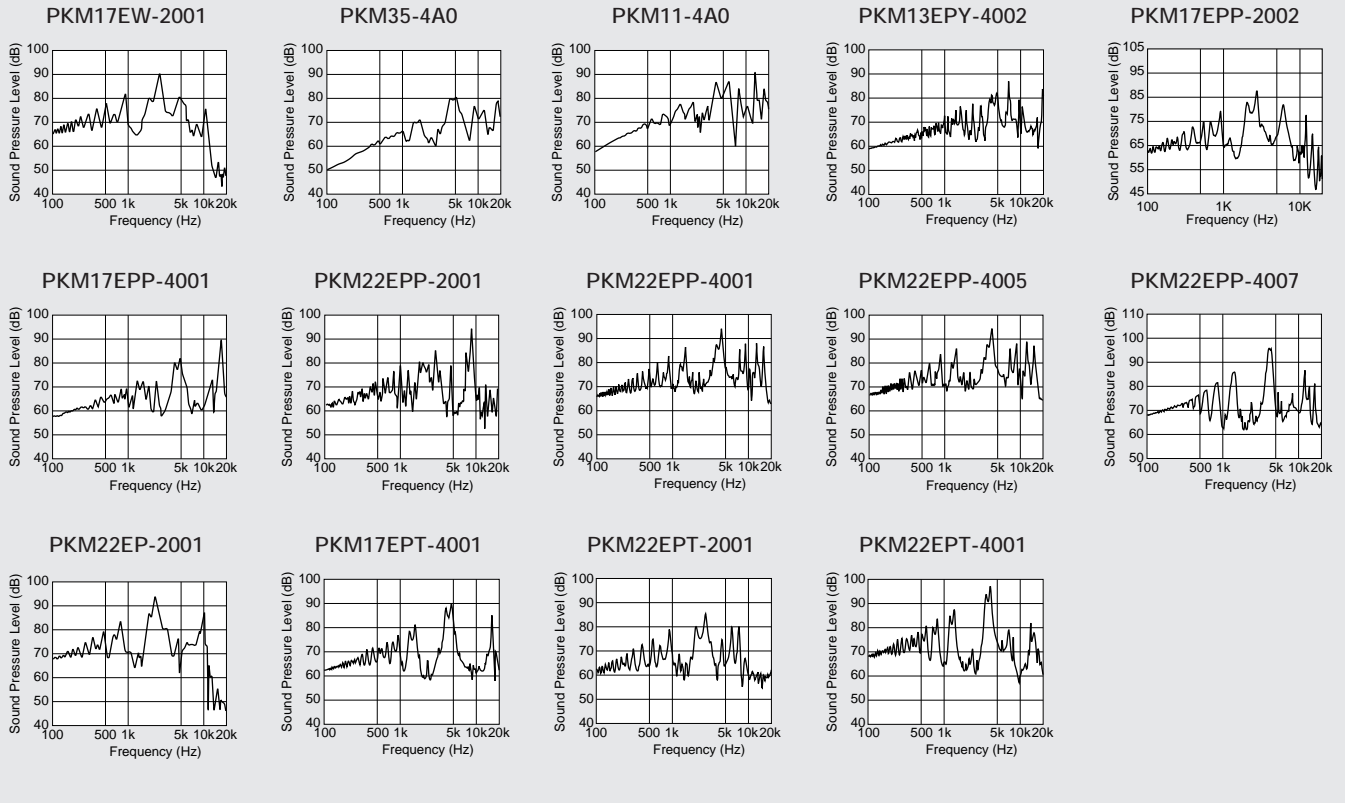 PKM17EW-2001
Sound Pressure Level (dB)
100
90
80
70
60
50
40
100 500 1k 5k 10k20k
Frequency (Hz)
PKM35-4A0
Sound Pressure Level (dB)
100
90
80
70
60
50
40
100 500 1k 5k 10k20k
Frequency (Hz)
PKM11-4A0
Sound Pressure Level (dB)
100
90
80
70
60
50
40
100 500 1k 5k 10k20k
Frequency (Hz)
PKM13EPY-4002
Sound Pressure Level (dB)
100
90
80
70
60
50
40
100 500 1k 5k 10k20k
Frequency (Hz)
PKM17EPP-2002
Sound Pressure Level (dB)
105
95
85
75
65
55
45
100 1K 10K
Frequency (Hz)
PKM17EPP-4001
Sound Pressure Level (dB)
100
90
80
70
60
50
40
100 500 1k 5k 10k20k
Frequency (Hz)
PKM22EPP-2001
Sound Pressure Level (dB)
100
90
80
70
60
50
40
100 500 1k 5k 10k20k
Frequency (Hz)
PKM22EPP-4001
Sound Pressure Level (dB)
100
90
80
70
60
50
40
100 500 1k 5k 10k20k
Frequency (Hz)
PKM22EPP-4005
Sound Pressure Level (dB)
100
90
80
70
60
50
40
100 500 1k 5k 10k20k
Frequency (Hz)
PKM22EPP-4007
Sound Pressure Level (dB)
110
100
90
80
70
60
50
100 500 1k 5k 10k20k
Frequency (Hz)
PKM22EP-2001
Sound Pressure Level (dB)
100
90
80
70
60
50
40
100 500 1k 5k 10k20k
Frequency (Hz)
PKM17EPT-4001
Sound Pressure Level (dB)
100
90
80
70
60
50
40
100 500 1k 5k 10k20k
Frequency (Hz)
PKM22EPT-2001
Sound Pressure Level (dB)
100
90
80
70
60
50
40
100 500 1k 5k 10k20k
Frequency (Hz)
PKM22EPT-4001
Sound Pressure Level (dB)
100
90
80
70
60
50
40
100 500 1k 5k 10k20k
Frequency (Hz)